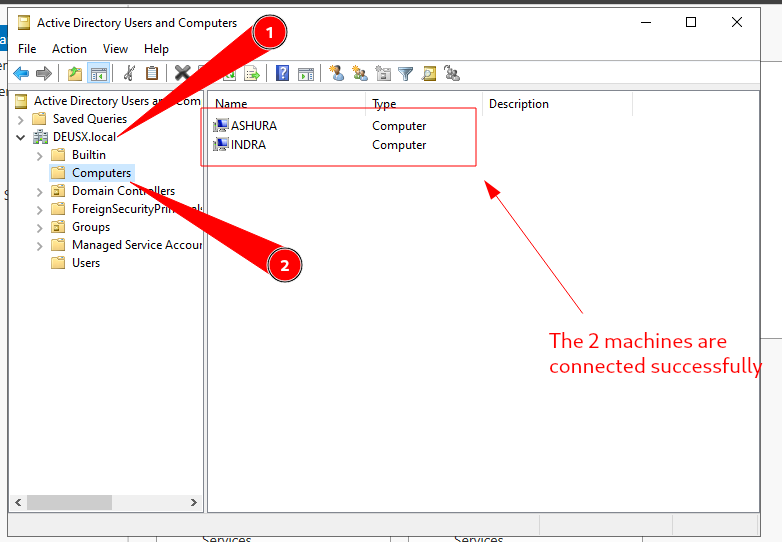 Active Directory Users and Computers
1
File Action View Help
Active Directory Users and Com
Name Type Description
Saved Queries
DEUSX.local
ASHURA Computer
Builtin
INDRA Computer
Computers
Domain Controllers
ForeignSecurityPrincipals
Groups
Managed Service Accour
Users
2
The 2 machines are
connected successfully
Services Services